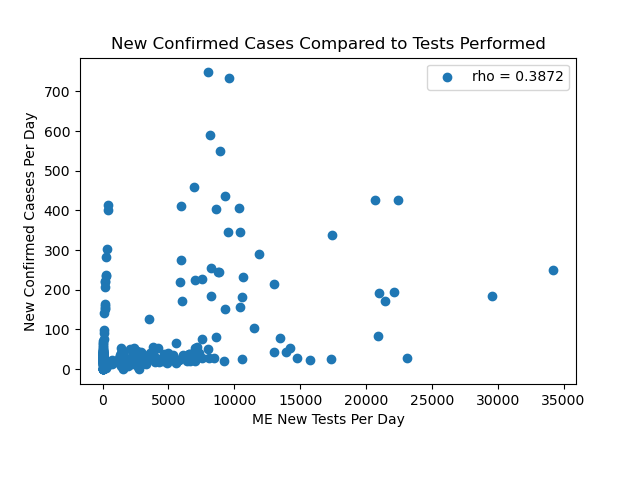 New Confirmed Cases Compared to Tests Performed
rho = 0.3872
700
600
500
400
300
200
100
0
New Confirmed Caeses Per Day
0 5000 10000 15000 20000 25000 30000 35000
ME New Tests Per Day